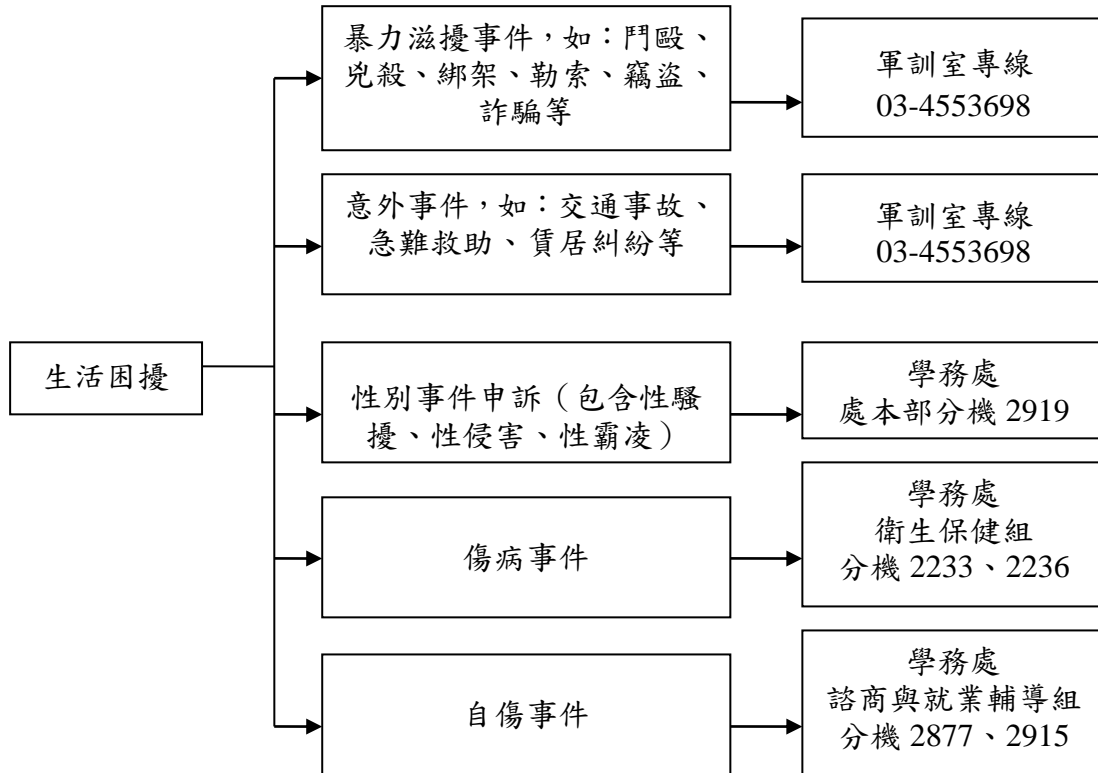 生活困擾
暴力滋擾事件，如：鬥毆、
兇殺、綁架、勒索、竊盜、
詐騙等
軍訓室專線
03-4553698
意外事件，如：交通事故、
急難救助、賃居糾紛等
軍訓室專線
03-4553698
性別事件申訴（包含性騷
擾、性侵害、性霸凌）
學務處
處本部分機 2919
傷病事件
學務處
衛生保健組
分機 2233、2236
自傷事件
學務處
諮商與就業輔導組
分機 2877、2915